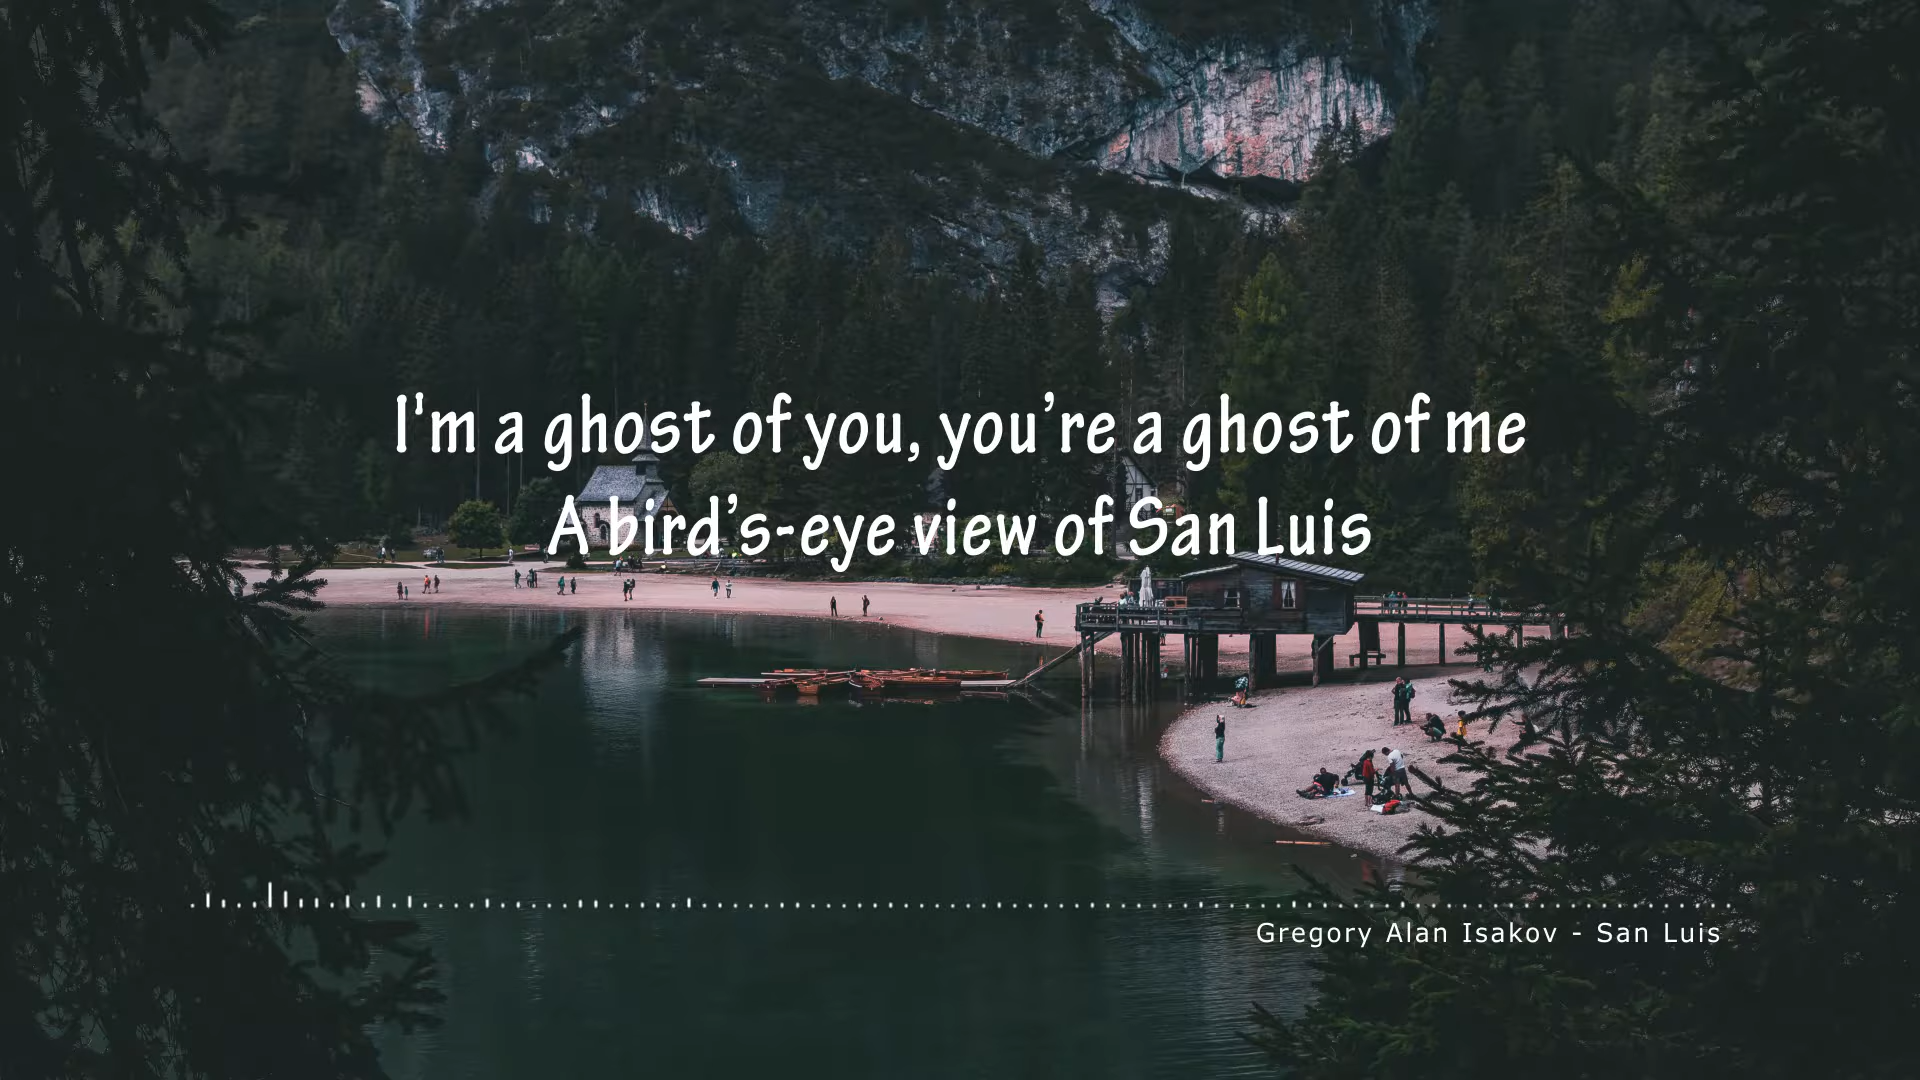 I'm a ghost of you, you’re a ghost of me
A bird’s-eye view of San Luis
Gregory Alan Isakov - San Luis